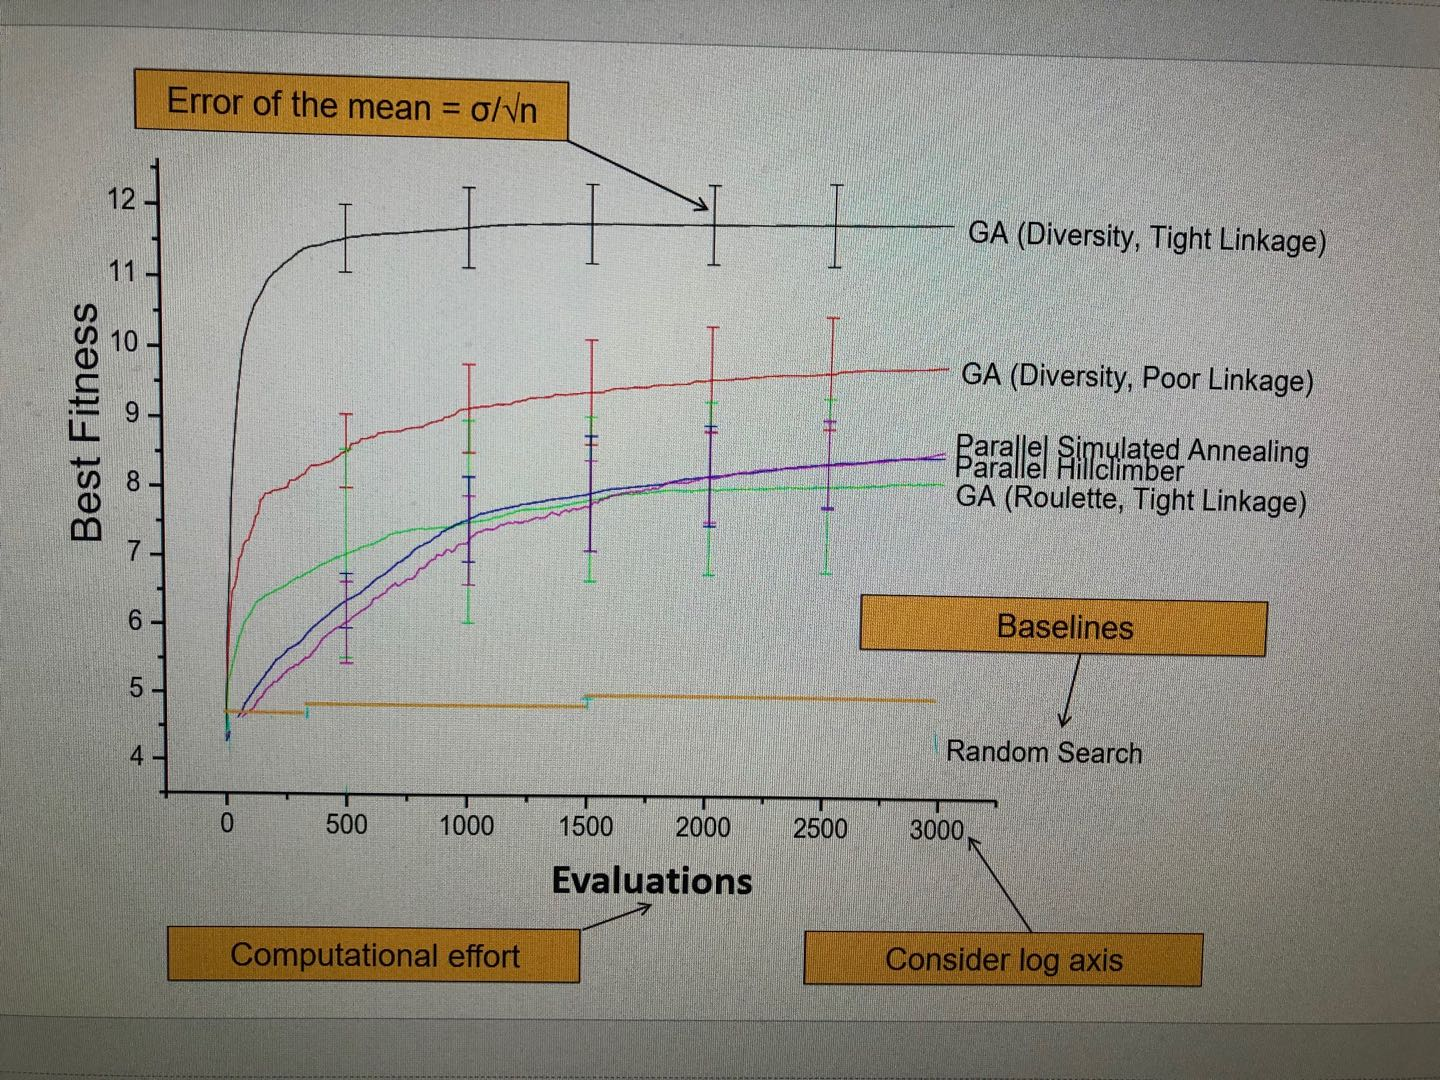 Error of the mean = σ/√n
12
11
10
9
8
7
6
5
4
Best Fitness
GA (Diversity, Tight Linkage)
GA (Diversity, Poor Linkage)
Parallel Simulated Annealing
Parallel Hillclimber
GA (Roulette, Tight Linkage)
Baselines
Random Search
0 500 1000 1500 2000 2500 3000
Evaluations
Computational effort
Consider log axis